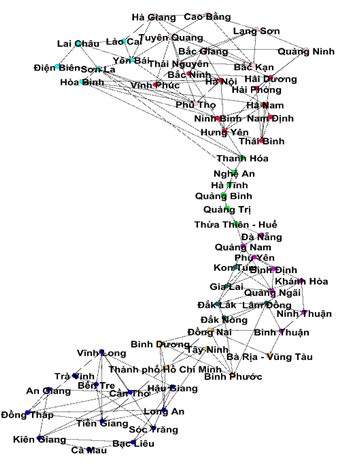 Hà Giang Cao Bằng
Lai Châu Lào Cai Tuyên Quang Lạng Sơn
Bắc Giang Quảng Ninh
Điện Biên Sơn La Yên Bái Thái Nguyên Bắc Kạn
Hòa Bình Vĩnh Phúc Bắc Ninh Hà Nội Hải Dương
Hải Phòng
Phú Thọ Hà Nam
Ninh Bình Nam Định
Hưng Yên
Thái Bình
Thanh Hóa
Nghệ An
Hà Tĩnh
Quảng Bình
Quảng Trị
Thừa Thiên - Huế
Đà Nẵng
Quảng Nam
Phú Yên
Kon Tum Bình Định
Khánh Hòa
Gia Lai Quảng Ngãi
Đắk Lắk Lâm Đồng
Ninh Thuận
Đắk Nông
Đồng Nai Bình Thuận
Bình Dương
Vĩnh Long Tây Ninh
Bà Rịa - Vũng Tàu
Thành phố Hồ Chí Minh
Trà Vinh Bình Phước
An Giang Bến Tre Cần Thơ Hậu Giang
Đồng Tháp Long An
Tiền Giang
Sóc Trăng
Kiên Giang Bạc Liêu
Cà Mau